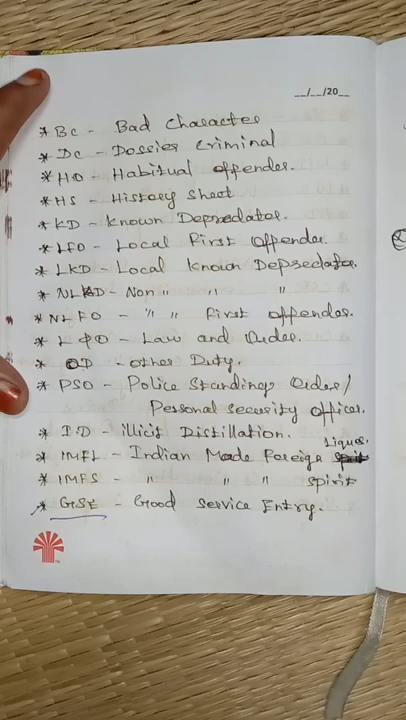 __/__/20__
* BC - Bad Character
* DC - Dossier Criminal
* HO - Habitual offender.
* HS - History Sheet
* KD - Known Depredator.
* LFO - Local First Offender.
* LKD - Local Known Depredator.
* NLKD - Non " " "
* NLFO - " " First offender.
* L&O - Law and Order.
* OD - other Duty.
* PSO - Police Standing Order/
Personal security officer.
* ID - illicit Distillation.
* IMFL - Indian Made Foreign Liquor.
* IMFS - " " " spirit
* GSE - Good Service Entry.